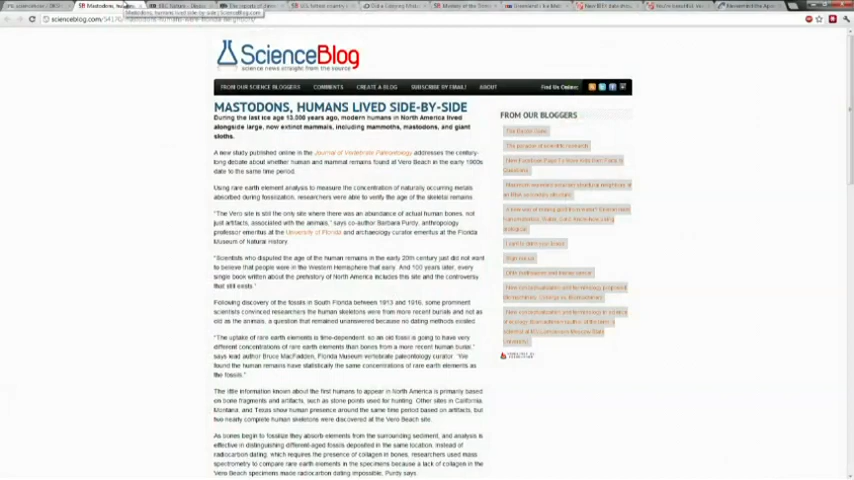 Mastodons, humans
Mastodons, humans lived side-by-side | ScienceBlog.com
ScienceBlog
science news straight from the source
FROM OUR SCIENCE BLOGGERS COMMENTS CREATE A BLOG SUBSCRIBE BY EMAIL! ABOUT Find Us Online:
MASTODONS, HUMANS LIVED SIDE-BY-SIDE
During the last ice age 13,000 years ago, modern humans in North America lived
alongside large, now extinct mammals, including mammoths, mastodons, and giant
sloths.
A new study published online in the Journal of Vertebrate Paleontology addresses the century-
long debate about whether human and mammal remains found at Vero Beach in the early 1900s
date to the same time period.
Using rare earth element analysis to measure the concentration of naturally occurring metals
absorbed during fossilization, researchers were able to verify the age of the skeletal remains.
"The Vero site is still the only site where there was an abundance of actual human bones, not
just artifacts, associated with the animals," says co-author Barbara Purdy, anthropology
professor emeritus at the University of Florida and archaeology curator emeritus at the Florida
Museum of Natural History.
"Scientists who disputed the age of the human remains in the early 20th century just did not want
to believe that people were in the Western Hemisphere that early. And 100 years later, every
single book written about the prehistory of North America includes this site and the controversy
that still exists."
Following discovery of the fossils in South Florida between 1913 and 1916, some prominent
scientists convinced researchers the human skeletons were from more recent burials and not as
old as the animals, a question that remained unanswered because no dating methods existed.
"The uptake of rare earth elements is time-dependent, so an old fossil is going to have very
different concentrations of rare earth elements than bones from a more recent human burial,"
says lead author Bruce MacFadden, Florida Museum vertebrate paleontology curator. "We
found the human remains have statistically the same concentrations of rare earth elements as
the fossils."
The little information known about the first humans to appear in North America is primarily based
on bone fragments and artifacts, such as stone points used for hunting. Other sites in California,
Montana, and Texas show human presence around the same time period based on artifacts, but
two nearly complete human skeletons were discovered at the Vero Beach site.
As bones begin to fossilize they absorb elements from the surrounding sediment, and analysis is
effective in distinguishing different-aged fossils deposited in the same location. Instead of
radiocarbon dating, which requires the presence of collagen in bones, researchers used mass
spectrometry to compare rare earth elements in the specimens because a lack of collagen in the
Vero Beach specimens made radiocarbon dating impossible, Purdy says.
FROM OUR BLOGGERS